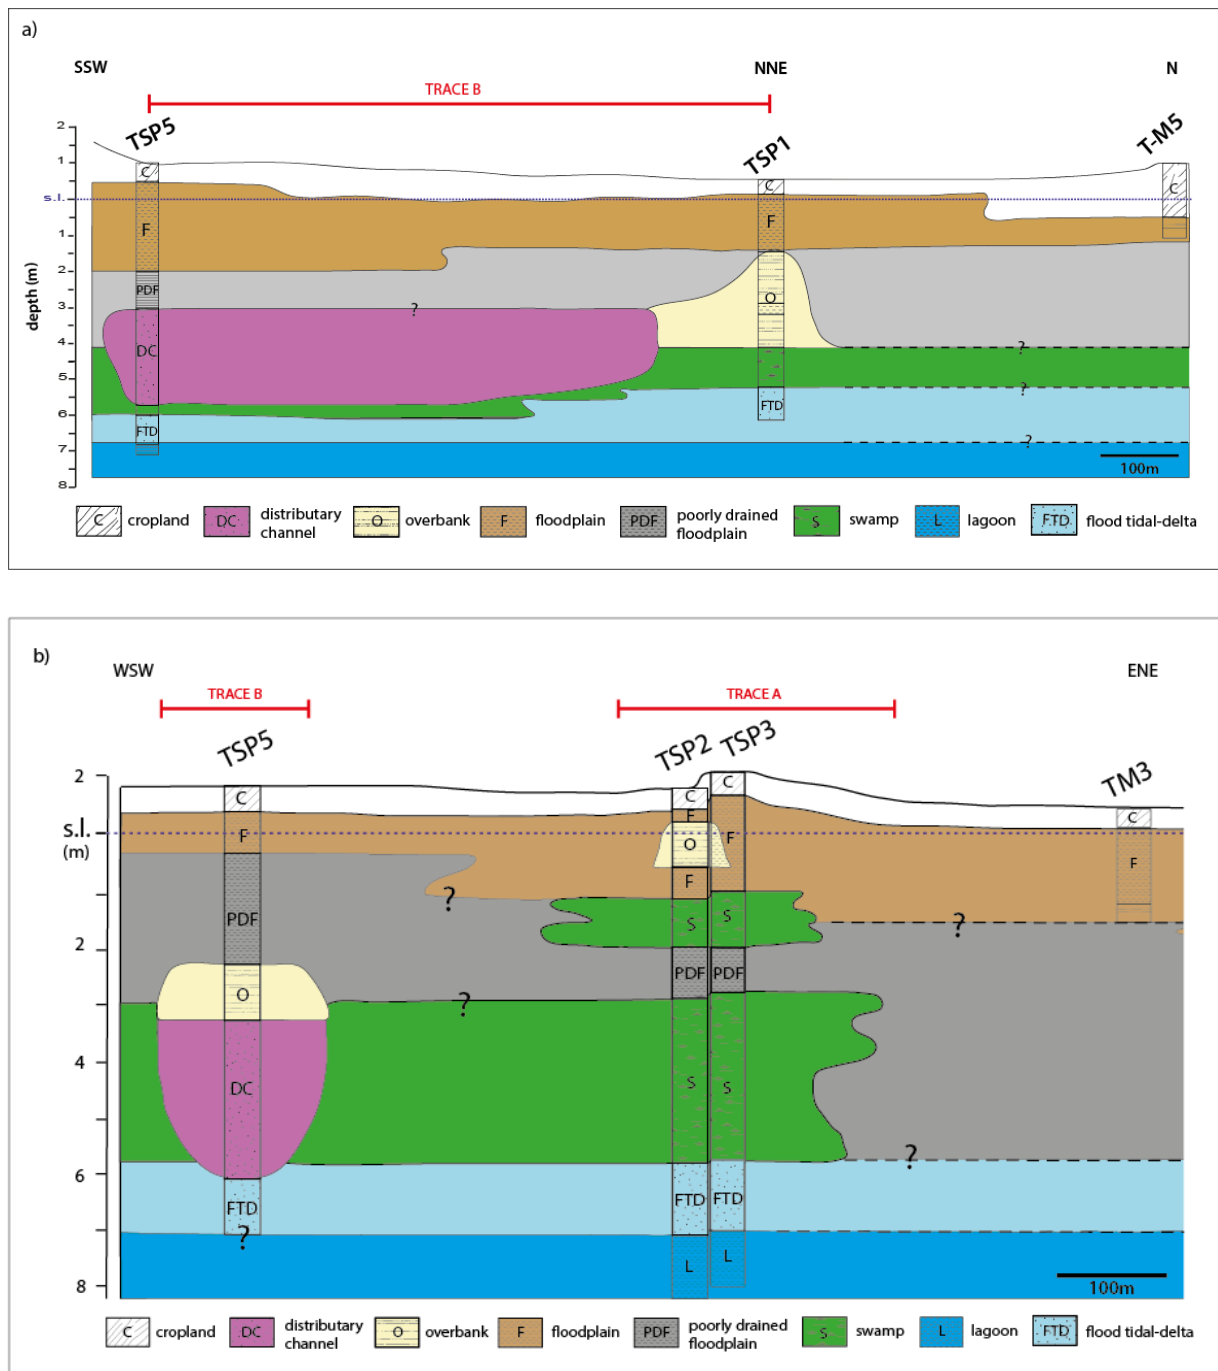 a)
SSW NNE N
TRACE B
TSP5 TSP1 T-M5
2
1
s.l.
1
2
3
4
5
6
7
8
depth (m)
C C C
F F
PDF
O
DC
FTD FTD
? ? ? ?
100m
C cropland DC distributary channel O overbank F floodplain PDF poorly drained floodplain S swamp L lagoon FTD flood tidal-delta
b)
WSW ENE
TRACE B TRACE A
TSP5 TSP2 TSP3 TM3
2
s.l.
(m)
2
4
6
8
C C C C
F F F F
O
F
PDF S S
PDF PDF
O
DC S S
FTD FTD FTD
L L
? ? ? ? ?
100m
C cropland DC distributary channel O overbank F floodplain PDF poorly drained floodplain S swamp L lagoon FTD flood tidal-delta